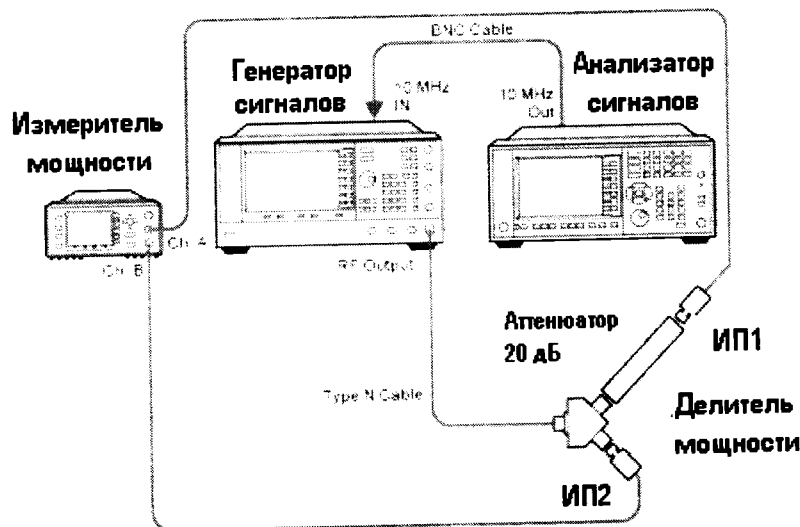 BNC Cable
Генератор
сигналов
10 MHz
IN
10 MHz
Out
Анализатор
сигналов
Измеритель
мощности
Ch. A
Ch. B
RF Output
Аттенюатор
20 дБ
ИП1
Type N Cable
Делитель
мощности
ИП2